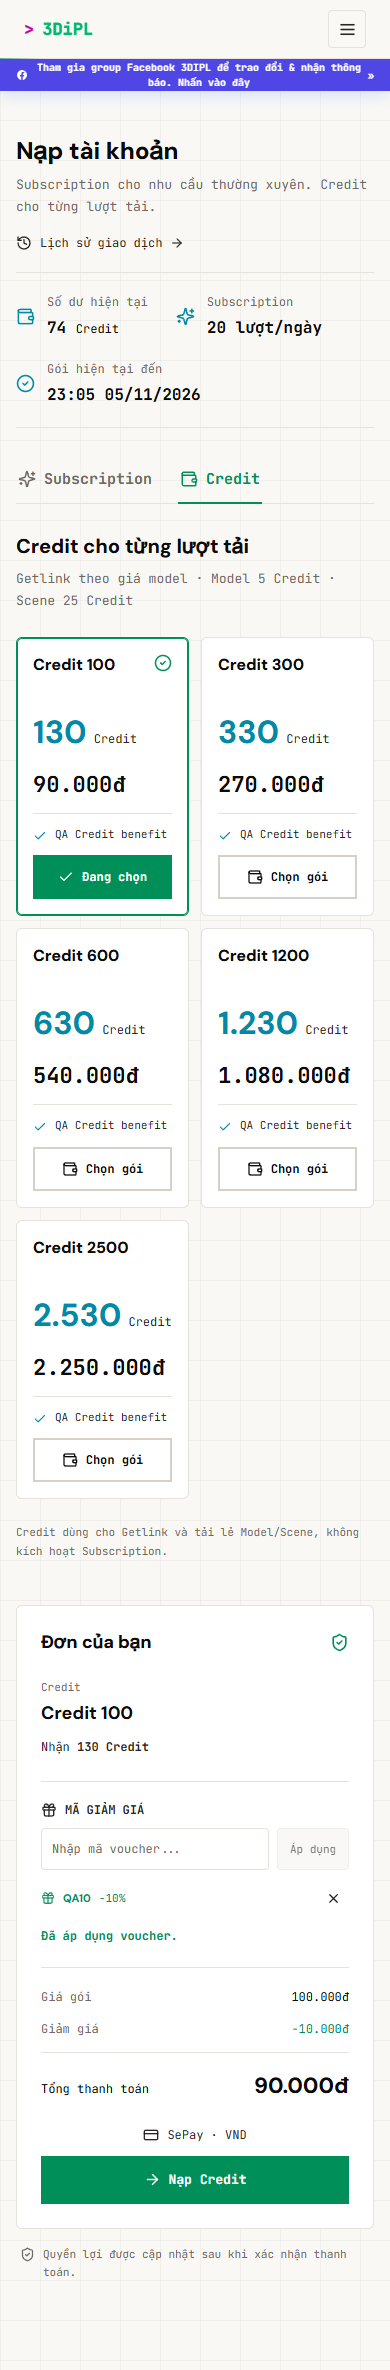 > 3DiPL
Tham gia group Facebook 3DIPL để trao đổi & nhận thông
báo. Nhấn vào đây
»
Nạp tài khoản
Subscription cho nhu cầu thường xuyên. Credit
cho từng lượt tải.
Lịch sử giao dịch →
Số dư hiện tại
74 Credit
Subscription
20 lượt/ngày
Gói hiện tại đến
23:05 05/11/2026
Subscription
Credit
Credit cho từng lượt tải
Getlink theo giá model · Model 5 Credit ·
Scene 25 Credit
Credit 100
130 Credit
90.000đ
QA Credit benefit
Đang chọn
Credit 300
330 Credit
270.000đ
QA Credit benefit
Chọn gói
Credit 600
630 Credit
540.000đ
QA Credit benefit
Chọn gói
Credit 1200
1.230 Credit
1.080.000đ
QA Credit benefit
Chọn gói
Credit 2500
2.530 Credit
2.250.000đ
QA Credit benefit
Chọn gói
Credit dùng cho Getlink và tải lẻ Model/Scene, không
kích hoạt Subscription.
Đơn của bạn
Credit
Credit 100
Nhận 130 Credit
MÃ GIẢM GIÁ
Nhập mã voucher...
Áp dụng
QA10 -10%
Đã áp dụng voucher.
Giá gói
100.000đ
Giảm giá
-10.000đ
Tổng thanh toán
90.000đ
SePay · VND
→ Nạp Credit
Quyền lợi được cập nhật sau khi xác nhận thanh
toán.